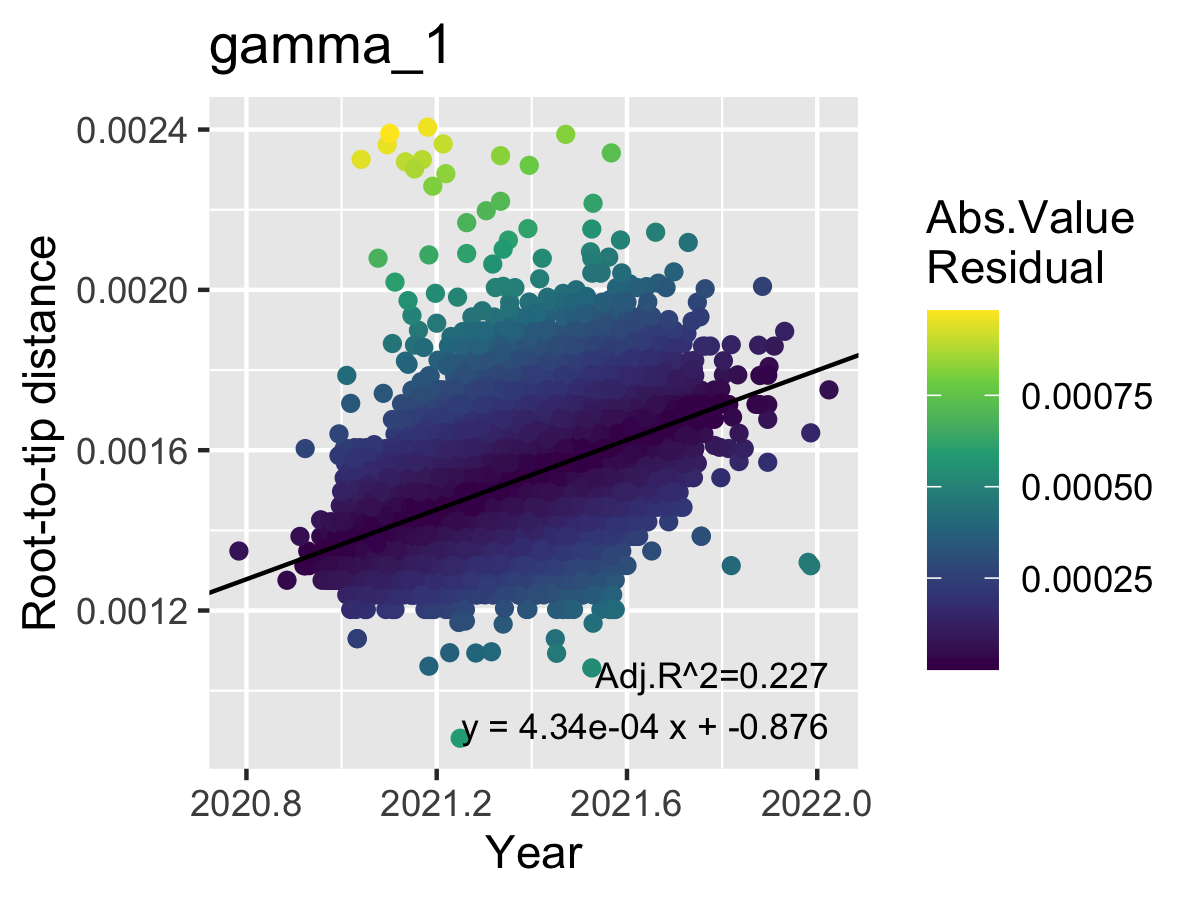 gamma_1
0.0024
0.0020
0.0016
0.0012
Root-to-tip distance
Adj.R^2=0.227
y = 4.34e-04 x + -0.876
2020.8
2021.2
2021.6
2022.0
Year
Abs.Value
Residual
0.00075
0.00050
0.00025